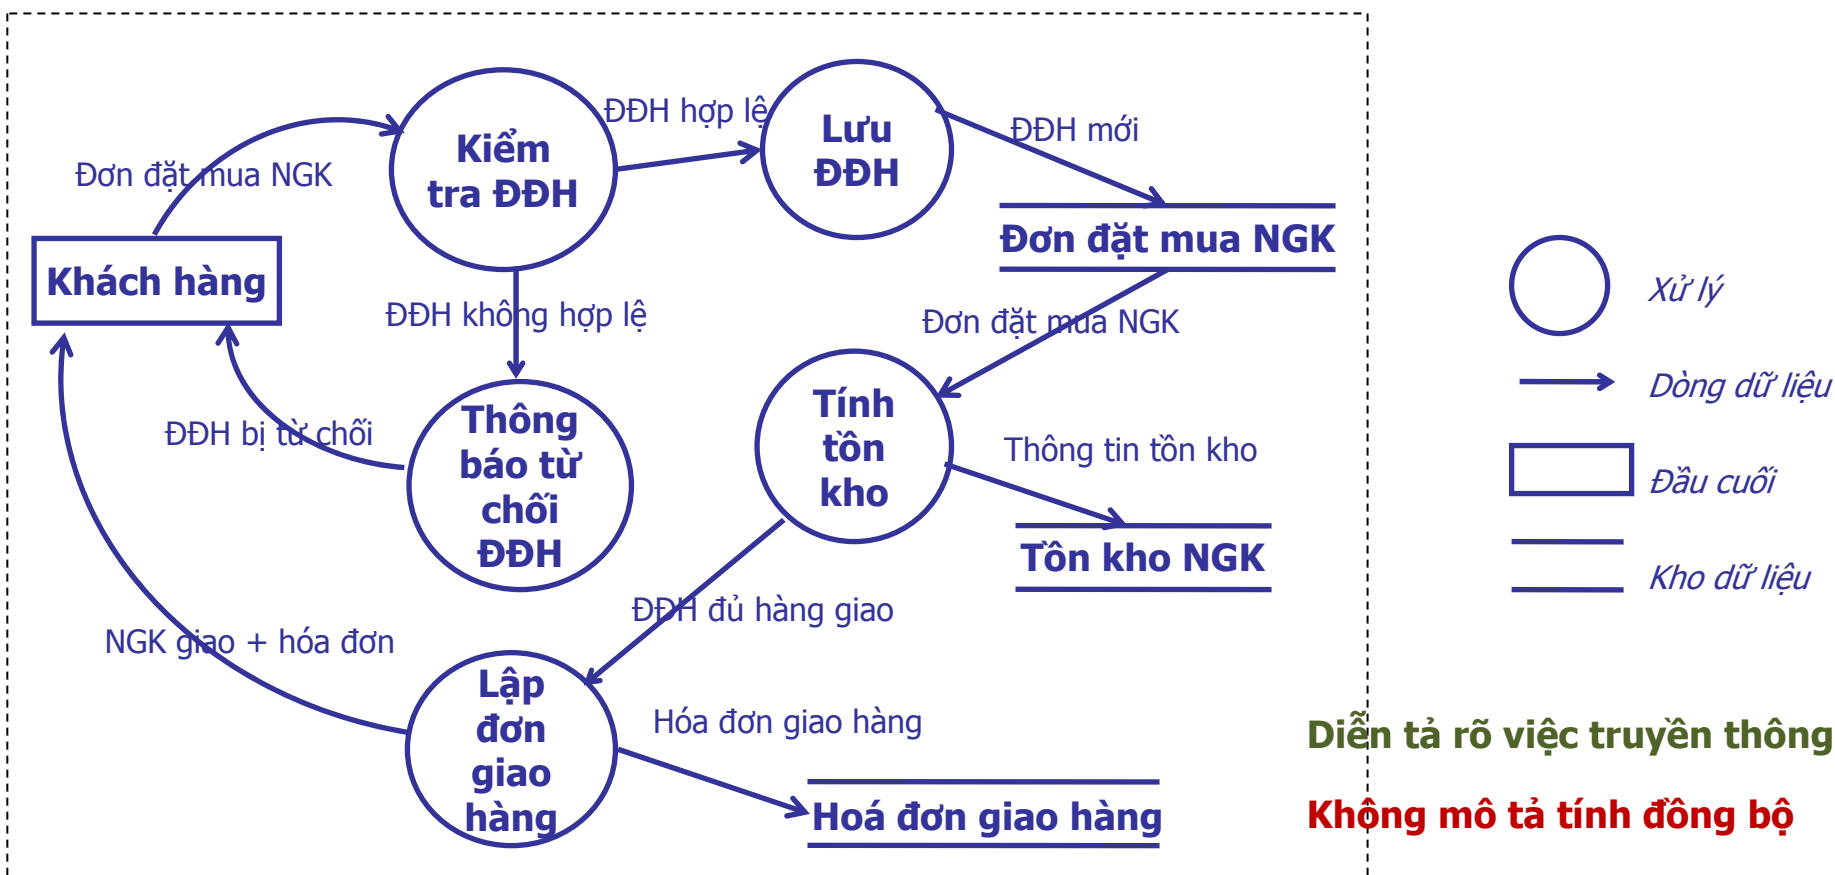 ĐĐH hợp lệ
Lưu
ĐĐH
ĐĐH mới
Kiểm
tra ĐĐH
Đơn đặt mua NGK
Đơn đặt mua NGK
Khách hàng
Xử lý
ĐĐH không hợp lệ
Đơn đặt mua NGK
Dòng dữ liệu
Tính
tồn
kho
Thông
báo từ
chối
ĐĐH
ĐĐH bị từ chối
Thông tin tồn kho
Đầu cuối
Tồn kho NGK
Kho dữ liệu
ĐĐH đủ hàng giao
NGK giao + hóa đơn
Lập
đơn
giao
hàng
Hóa đơn giao hàng
Diễn tả rõ việc truyền thông
Hoá đơn giao hàng
Không mô tả tính đồng bộ